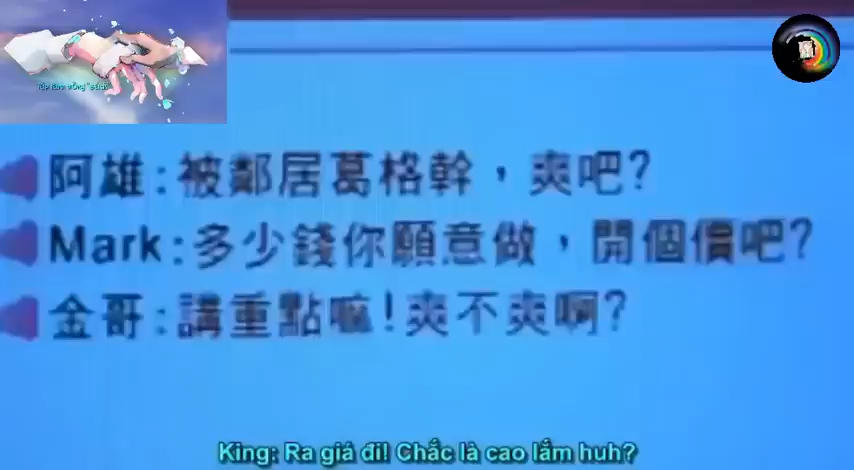 阿雄:被鄰居葛格幹，爽吧?
Mark:多少錢你願意做，開個價吧?
金哥:講重點嘛!爽不爽啊?
King: Ra giá đi! Chắc là cao lắm huh?